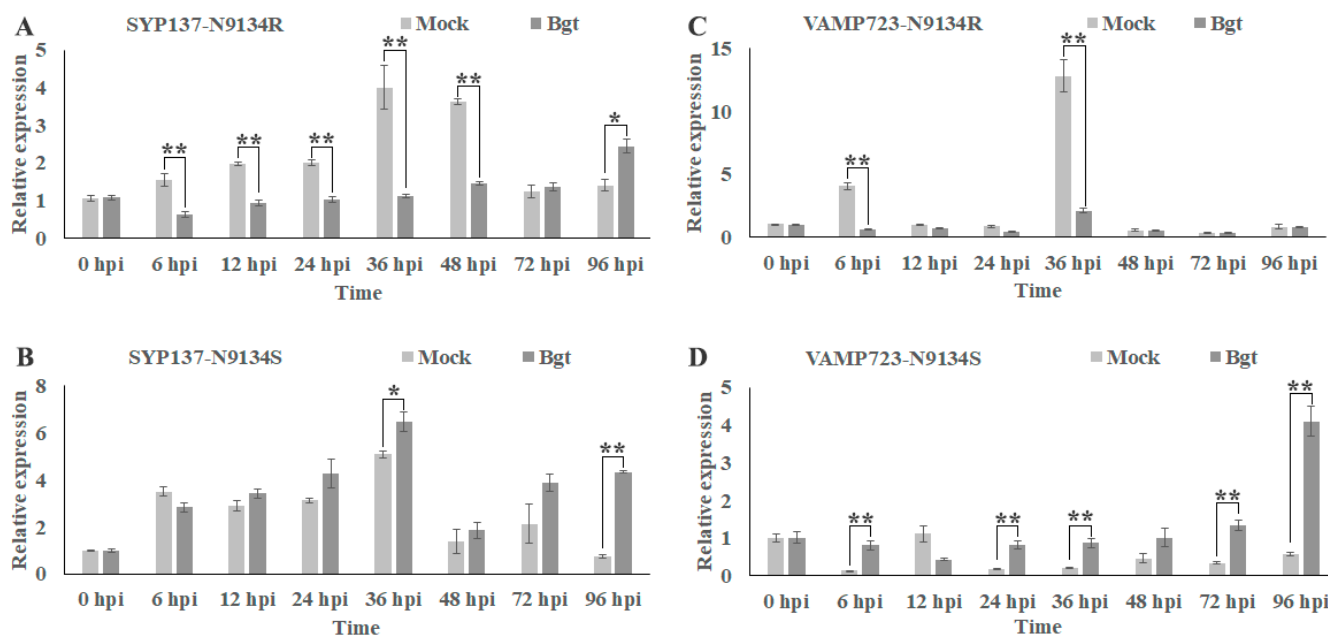 A SYP137-N9134R Mock Bgt
Relative expression
5
4
3
2
1
0
** ** ** ** ** *
0 hpi 6 hpi 12 hpi 24 hpi 36 hpi 48 hpi 72 hpi 96 hpi
Time
C VAMP723-N9134R Mock Bgt
Relative expression
15
10
5
0
** **
0 hpi 6 hpi 12 hpi 24 hpi 36 hpi 48 hpi 72 hpi 96 hpi
Time
B SYP137-N9134S Mock Bgt
Relative expression
8
6
4
2
0
* **
0 hpi 6 hpi 12 hpi 24 hpi 36 hpi 48 hpi 72 hpi 96 hpi
Time
D VAMP723-N9134S Mock Bgt
Relative expression
5
4
3
2
1
0
** ** ** ** **
0 hpi 6 hpi 12 hpi 24 hpi 36 hpi 48 hpi 72 hpi 96 hpi
Time